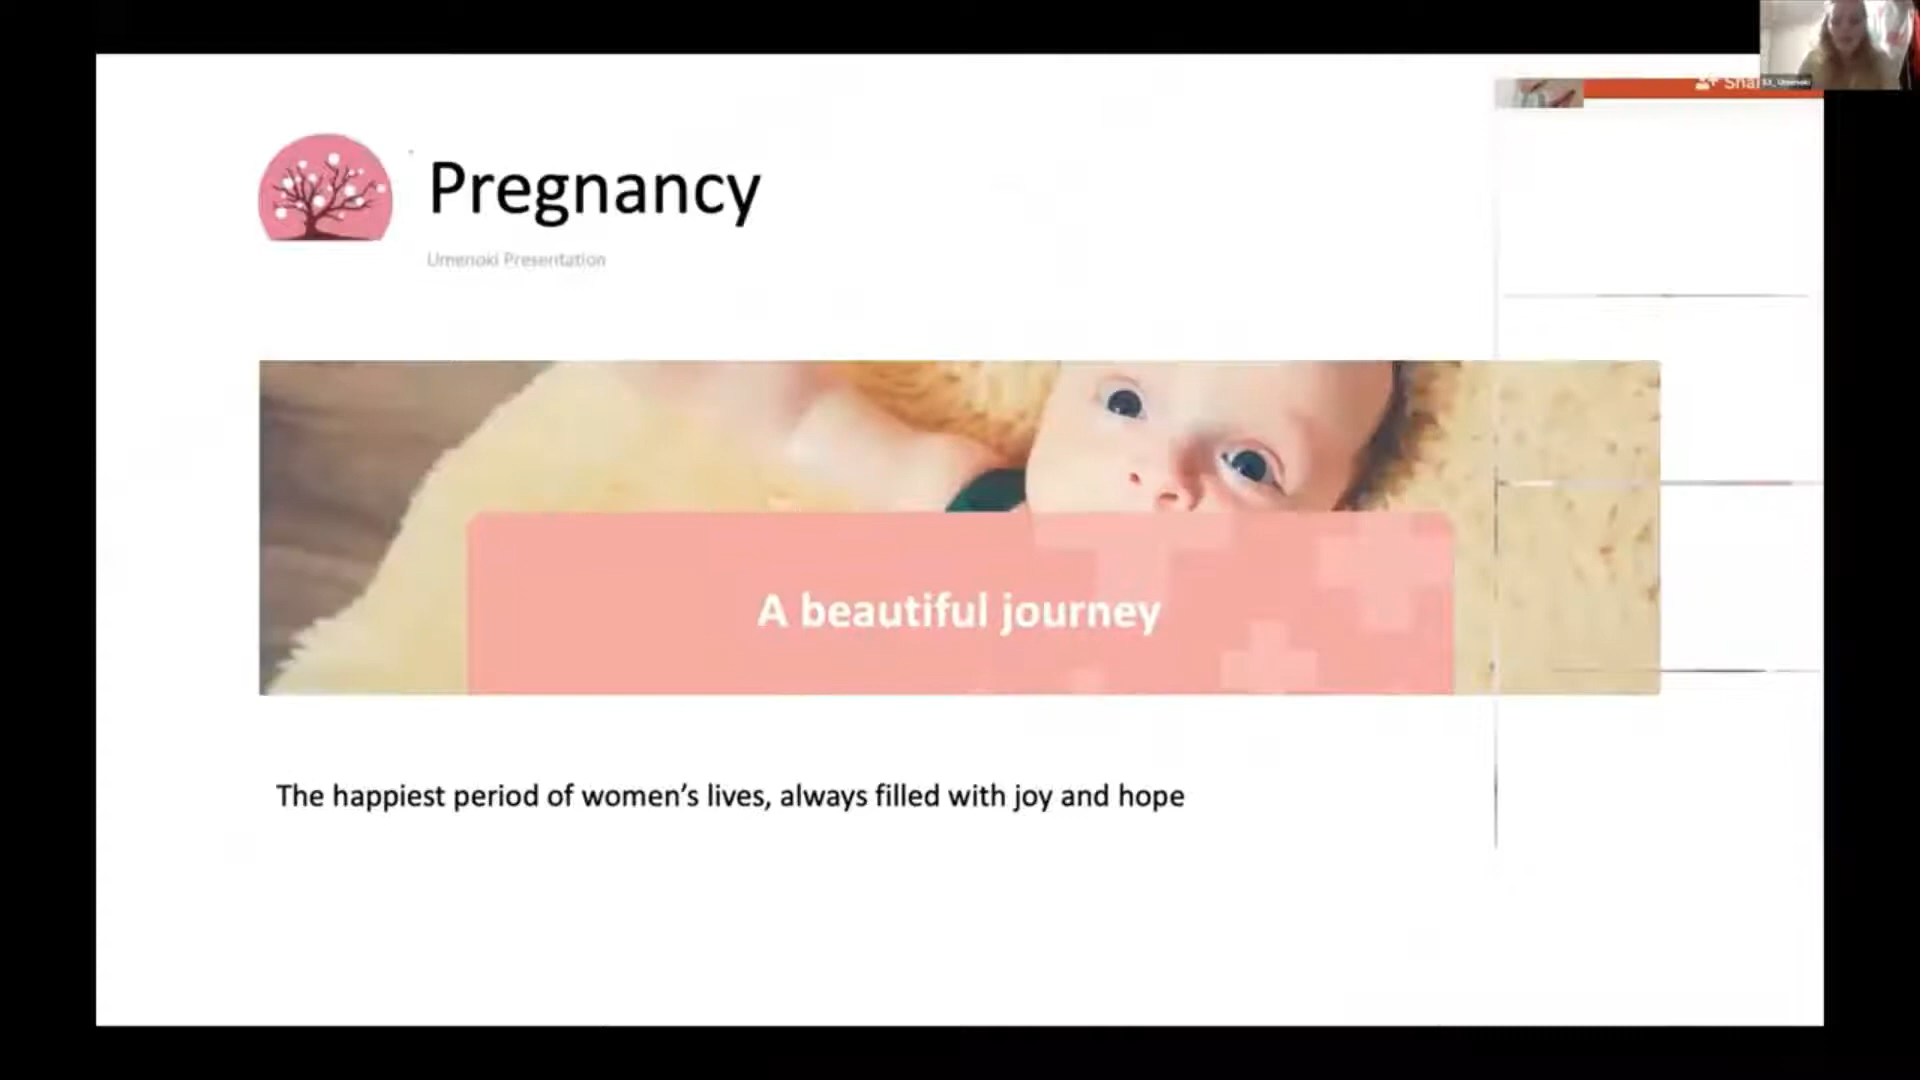 Pregnancy
Umenoki Presentation
A beautiful journey
The happiest period of women’s lives, always filled with joy and hope